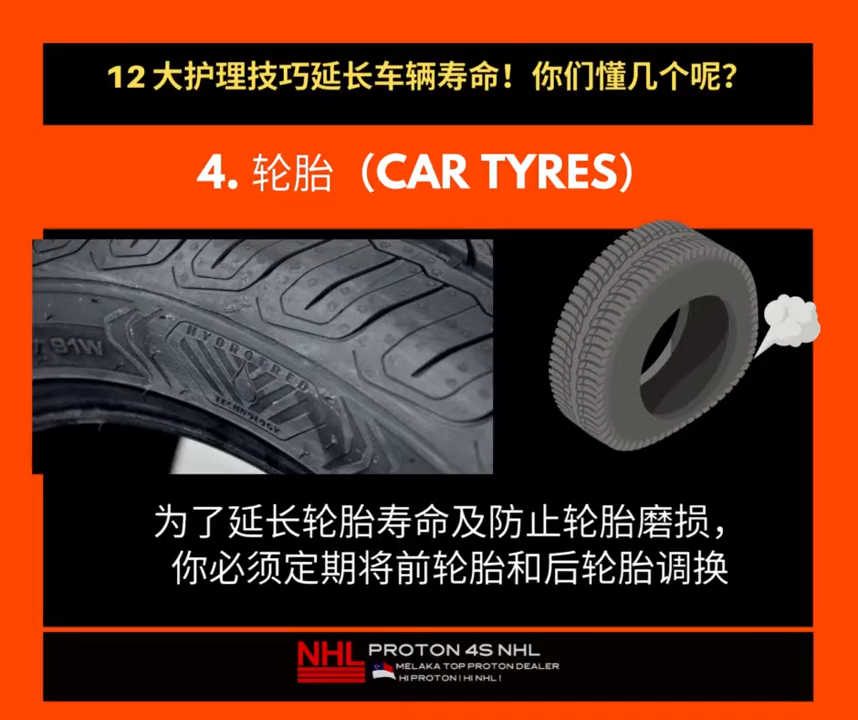 12 大护理技巧延长车辆寿命！你们懂几个呢？
4. 轮胎（CAR TYRES）
91W
HYDROTRED
TECHNOLOGY
为了延长轮胎寿命及防止轮胎磨损，
你必须定期将前轮胎和后轮胎调换
NHL PROTON 4S NHL
MELAKA TOP PROTON DEALER
HI PROTON ! HI NHL !